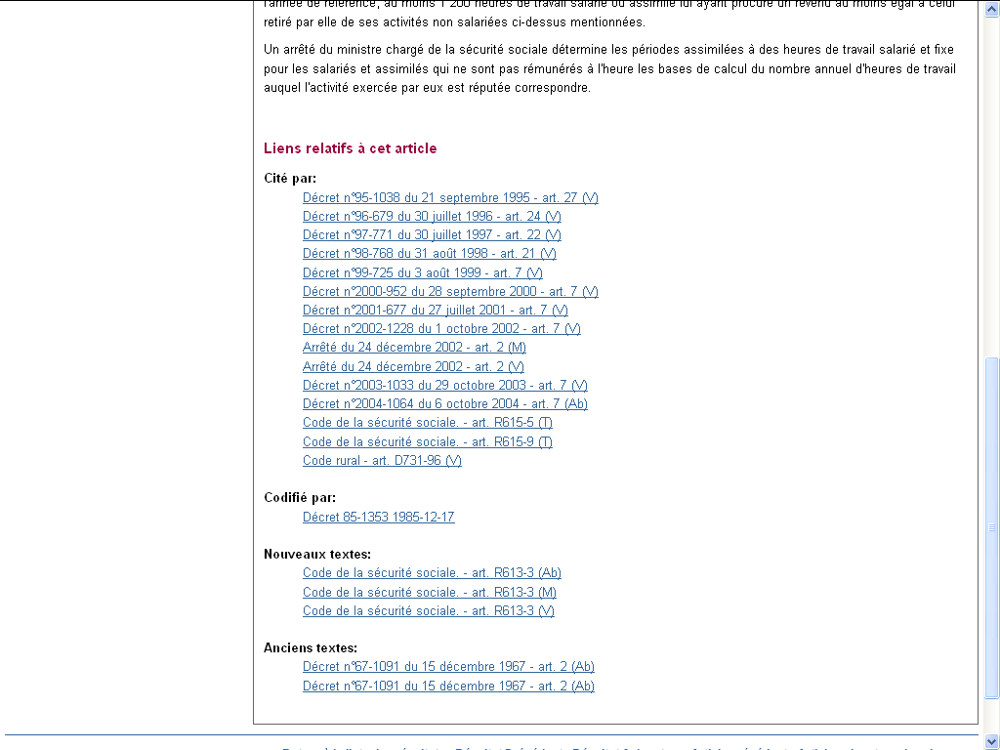 l'année de référence, au moins 1 200 heures de travail salarié ou assimilé lui ayant procuré un revenu au moins égal à celui
retiré par elle de ses activités non salariées ci-dessus mentionnées.
Un arrêté du ministre chargé de la sécurité sociale détermine les périodes assimilées à des heures de travail salarié et fixe
pour les salariés et assimilés qui ne sont pas rémunérés à l'heure les bases de calcul du nombre annuel d'heures de travail
auquel l'activité exercée par eux est réputée correspondre.
Liens relatifs à cet article
Cité par:
Décret n°95-1038 du 21 septembre 1995 - art. 27 (V)
Décret n°96-679 du 30 juillet 1996 - art. 24 (V)
Décret n°97-771 du 30 juillet 1997 - art. 22 (V)
Décret n°98-768 du 31 août 1998 - art. 21 (V)
Décret n°99-725 du 3 août 1999 - art. 7 (V)
Décret n°2000-952 du 28 septembre 2000 - art. 7 (V)
Décret n°2001-677 du 27 juillet 2001 - art. 7 (V)
Décret n°2002-1228 du 1 octobre 2002 - art. 7 (V)
Arrêté du 24 décembre 2002 - art. 2 (M)
Arrêté du 24 décembre 2002 - art. 2 (V)
Décret n°2003-1033 du 29 octobre 2003 - art. 7 (V)
Décret n°2004-1064 du 6 octobre 2004 - art. 7 (Ab)
Code de la sécurité sociale. - art. R615-5 (T)
Code de la sécurité sociale. - art. R615-9 (T)
Code rural - art. D731-96 (V)
Codifié par:
Décret 85-1353 1985-12-17
Nouveaux textes:
Code de la sécurité sociale. - art. R613-3 (Ab)
Code de la sécurité sociale. - art. R613-3 (M)
Code de la sécurité sociale. - art. R613-3 (V)
Anciens textes:
Décret n°67-1091 du 15 décembre 1967 - art. 2 (Ab)
Décret n°67-1091 du 15 décembre 1967 - art. 2 (Ab)